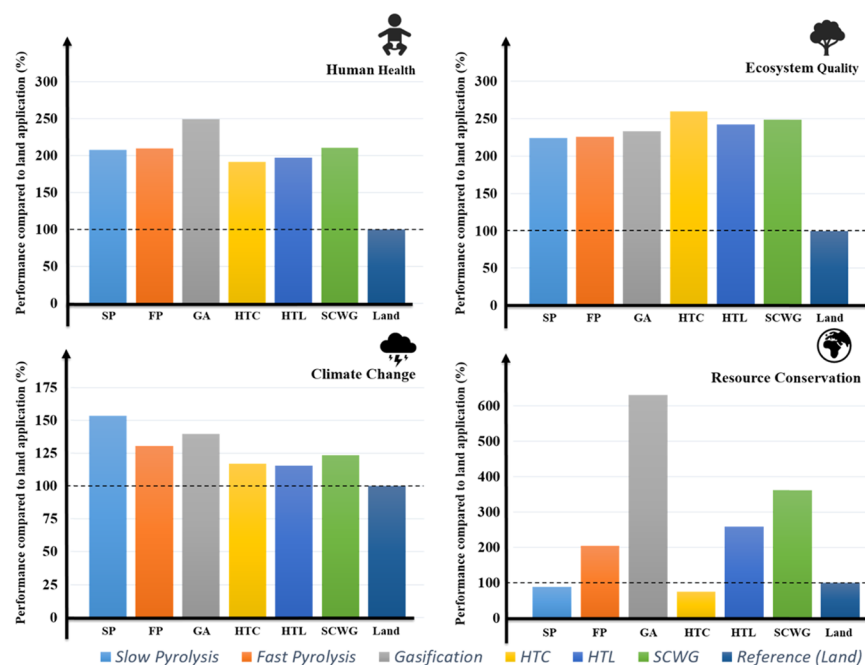 Human Health
Performance compared to land application (%)
300
250
200
150
100
50
0
SP FP GA HTC HTL SCWG Land
Ecosystem Quality
Performance compared to land application (%)
300
250
200
150
100
50
0
SP FP GA HTC HTL SCWG Land
Climate Change
Performance compared to land application (%)
175
150
125
100
75
50
25
0
SP FP GA HTC HTL SCWG Land
Resource Conservation
Performance compared to land application (%)
600
500
400
300
200
100
0
SP FP GA HTC HTL SCWG Land
Slow Pyrolysis Fast Pyrolysis Gasification HTC HTL SCWG Reference (Land)